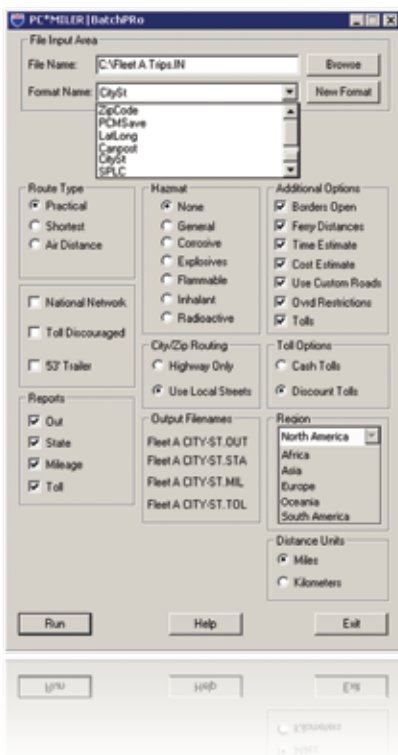 PC*MILER|BatchPRo
File Input Area
File Name: C:\Fleet A Trips.IN Browse
Format Name: CitySt New Format
ZipCode
PCMSave
LatLong
Canpost
CitySt
SPLC
Route Type
Practical
Shortest
Air Distance
National Network
Toll Discouraged
53' Trailer
Reports
Out
State
Mileage
Toll
Hazmat
None
General
Corrosive
Explosives
Flammable
Inhalant
Radioactive
City/Zip Routing
Highway Only
Use Local Streets
Output Filenames
Fleet A CITY-ST.OUT
Fleet A CITY-ST.STA
Fleet A CITY-ST.MIL
Fleet A CITY-ST.TOL
Additional Options
Borders Open
Ferry Distances
Time Estimate
Cost Estimate
Use Custom Roads
Ovrd Restrictions
Tolls
Toll Options
Cash Tolls
Discount Tolls
Region
North America
Africa
Asia
Europe
Oceania
South America
Distance Units
Miles
Kilometers
Run Help Exit